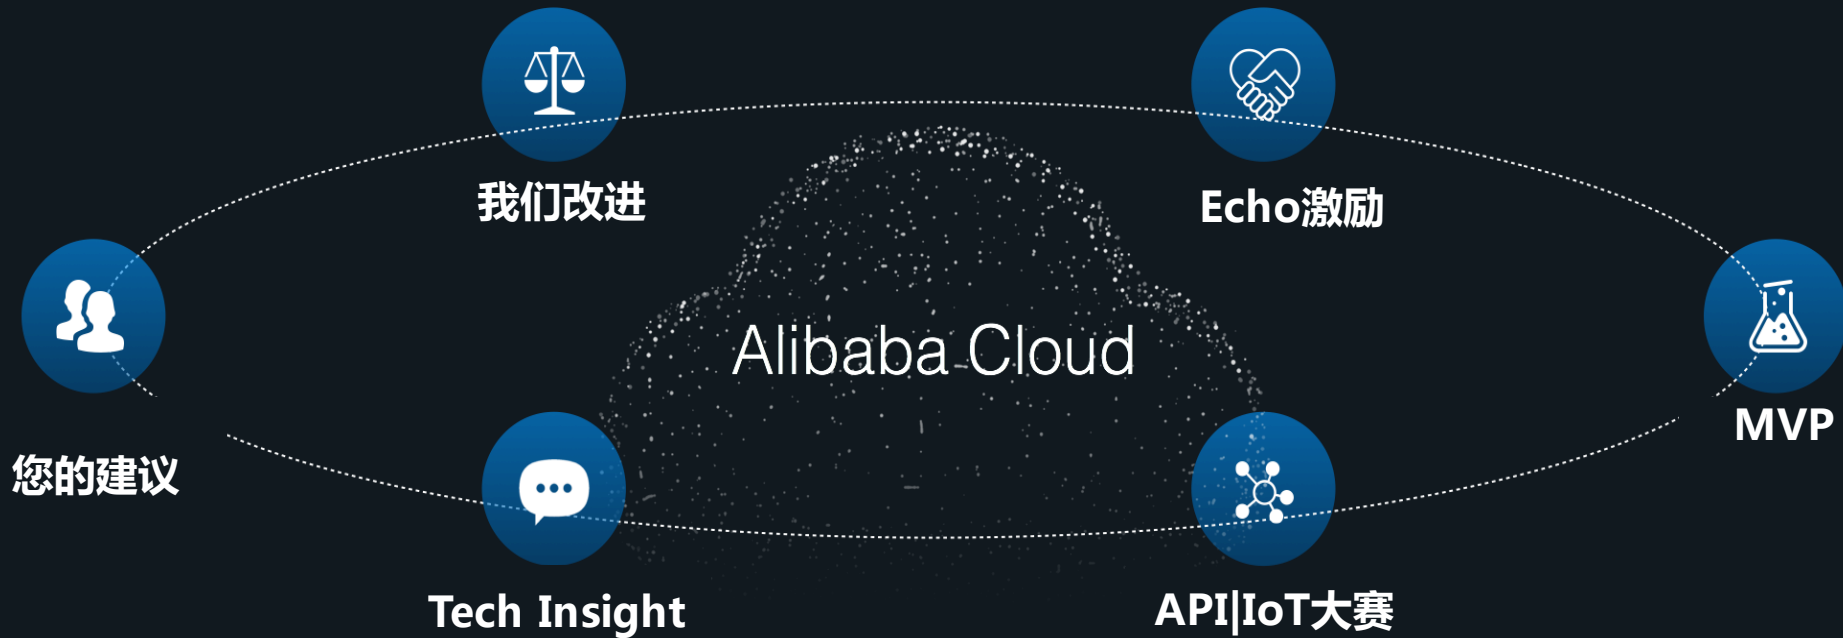 我们改进
Echo激励
Alibaba Cloud
MVP
您的建议
Tech Insight
API|IoT大赛